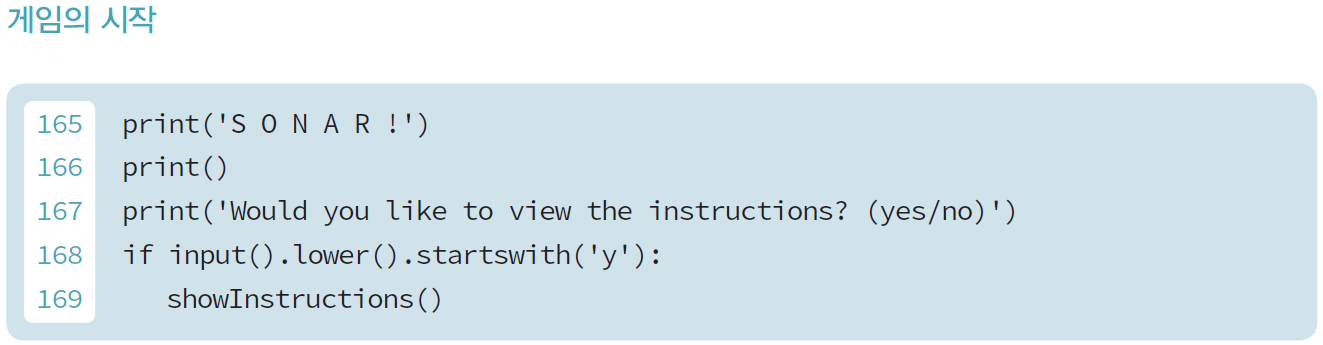 게임의 시작
165 print('S O N A R !')
166 print()
167 print('Would you like to view the instructions? (yes/no)')
168 if input().lower().startswith('y'):
169    showInstructions()